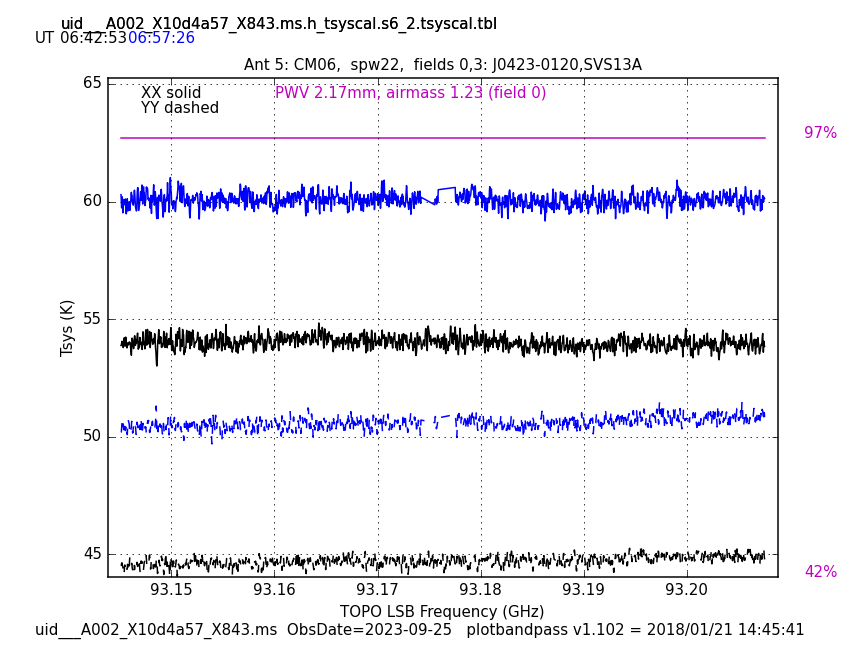 uid___A002_X10d4a57_X843.ms.h_tsyscal.s6_2.tsyscal.tbl
UT 06:42:53 06:57:26
Ant 5: CM06,  spw22,  fields 0,3: J0423-0120,SVS13A
XX solid
PWV 2.17mm, airmass 1.23 (field 0)
YY dashed
65
60
55
50
45
97%
42%
Tsys (K)
93.15 93.16 93.17 93.18 93.19 93.20
TOPO LSB Frequency (GHz)
uid___A002_X10d4a57_X843.ms  ObsDate=2023-09-25   plotbandpass v1.102 = 2018/01/21 14:45:41